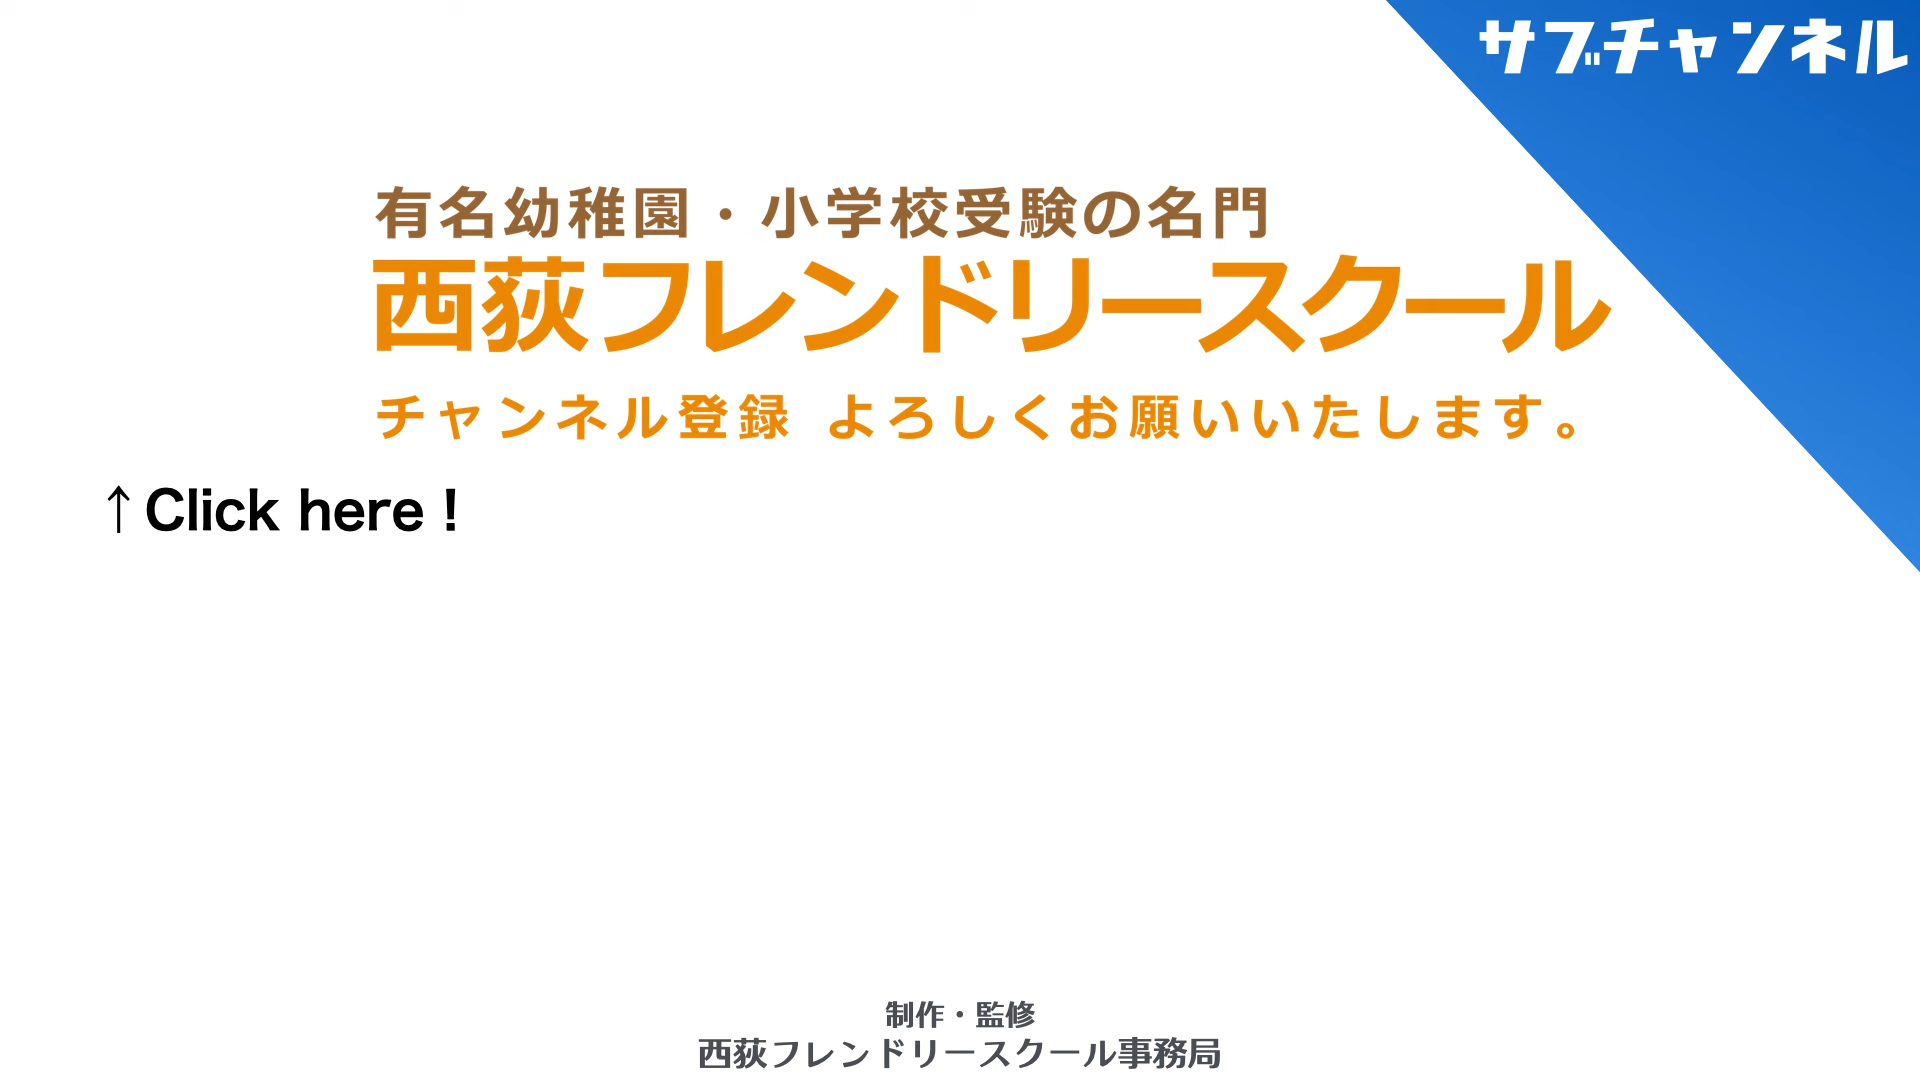 サブチャンネル
有名幼稚園・小学校受験の名門
西荻フレンドリースクール
チャンネル登録 よろしくお願いいたします。
↑Click here !
制作・監修
西荻フレンドリースクール事務局